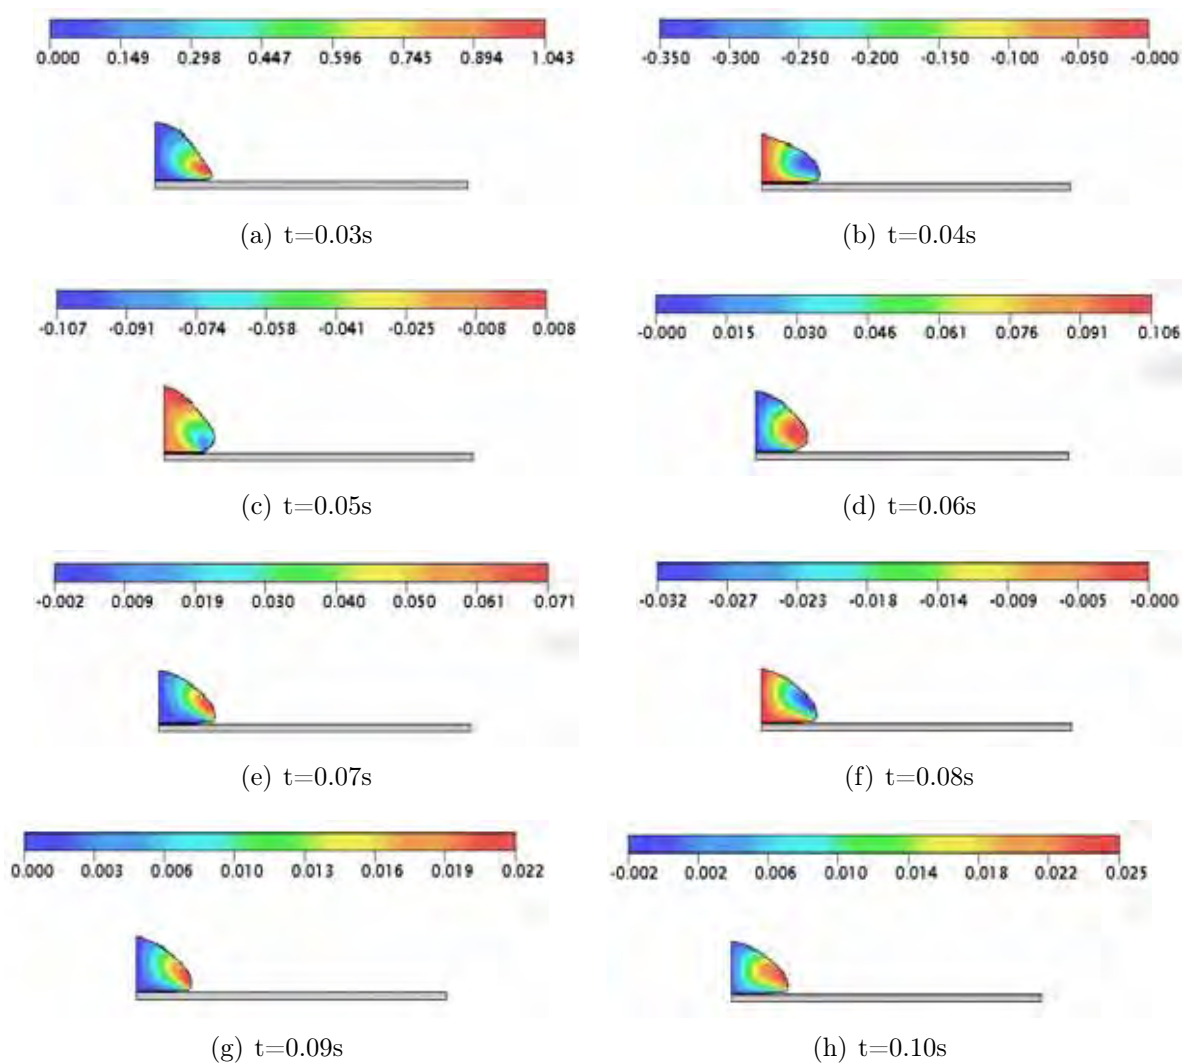 0.000 0.149 0.298 0.447 0.596 0.745 0.894 1.043
-0.350 -0.300 -0.250 -0.200 -0.150 -0.100 -0.050 -0.000
(a) t=0.03s
(b) t=0.04s
-0.107 -0.091 -0.074 -0.058 -0.041 -0.025 -0.008 0.008
-0.000 0.015 0.030 0.046 0.061 0.076 0.091 0.106
(c) t=0.05s
(d) t=0.06s
-0.002 0.009 0.019 0.030 0.040 0.050 0.061 0.071
-0.032 -0.027 -0.023 -0.018 -0.014 -0.009 -0.005 -0.000
(e) t=0.07s
(f) t=0.08s
0.000 0.003 0.006 0.010 0.013 0.016 0.019 0.022
-0.002 0.002 0.006 0.010 0.014 0.018 0.022 0.025
(g) t=0.09s
(h) t=0.10s